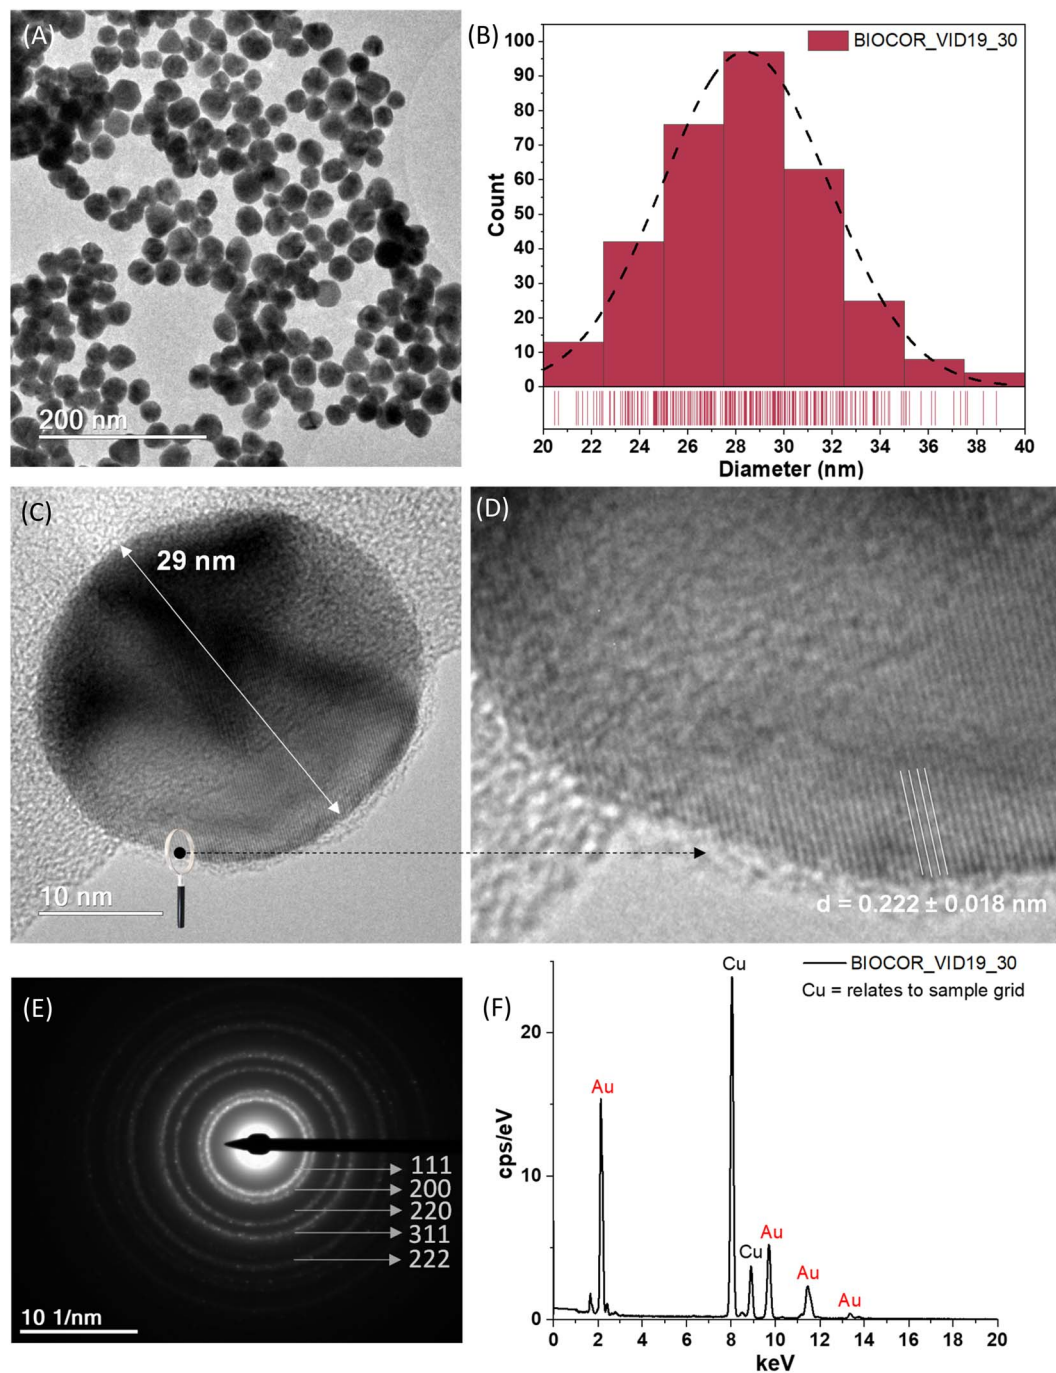 (A)
200 nm
(B)
BIOCOR_VID19_30
100
90
80
70
60
50
40
30
20
10
0
Count
20 22 24 26 28 30 32 34 36 38 40
Diameter (nm)
(C)
29 nm
10 nm
(D)
d = 0.222 ± 0.018 nm
(E)
111
200
220
311
222
10 1/nm
(F)
BIOCOR_VID19_30
Cu = relates to sample grid
Cu
Au
Cu
Au
Au
Au
20
10
0
cps/eV
0 2 4 6 8 10 12 14 16 18 20
keV